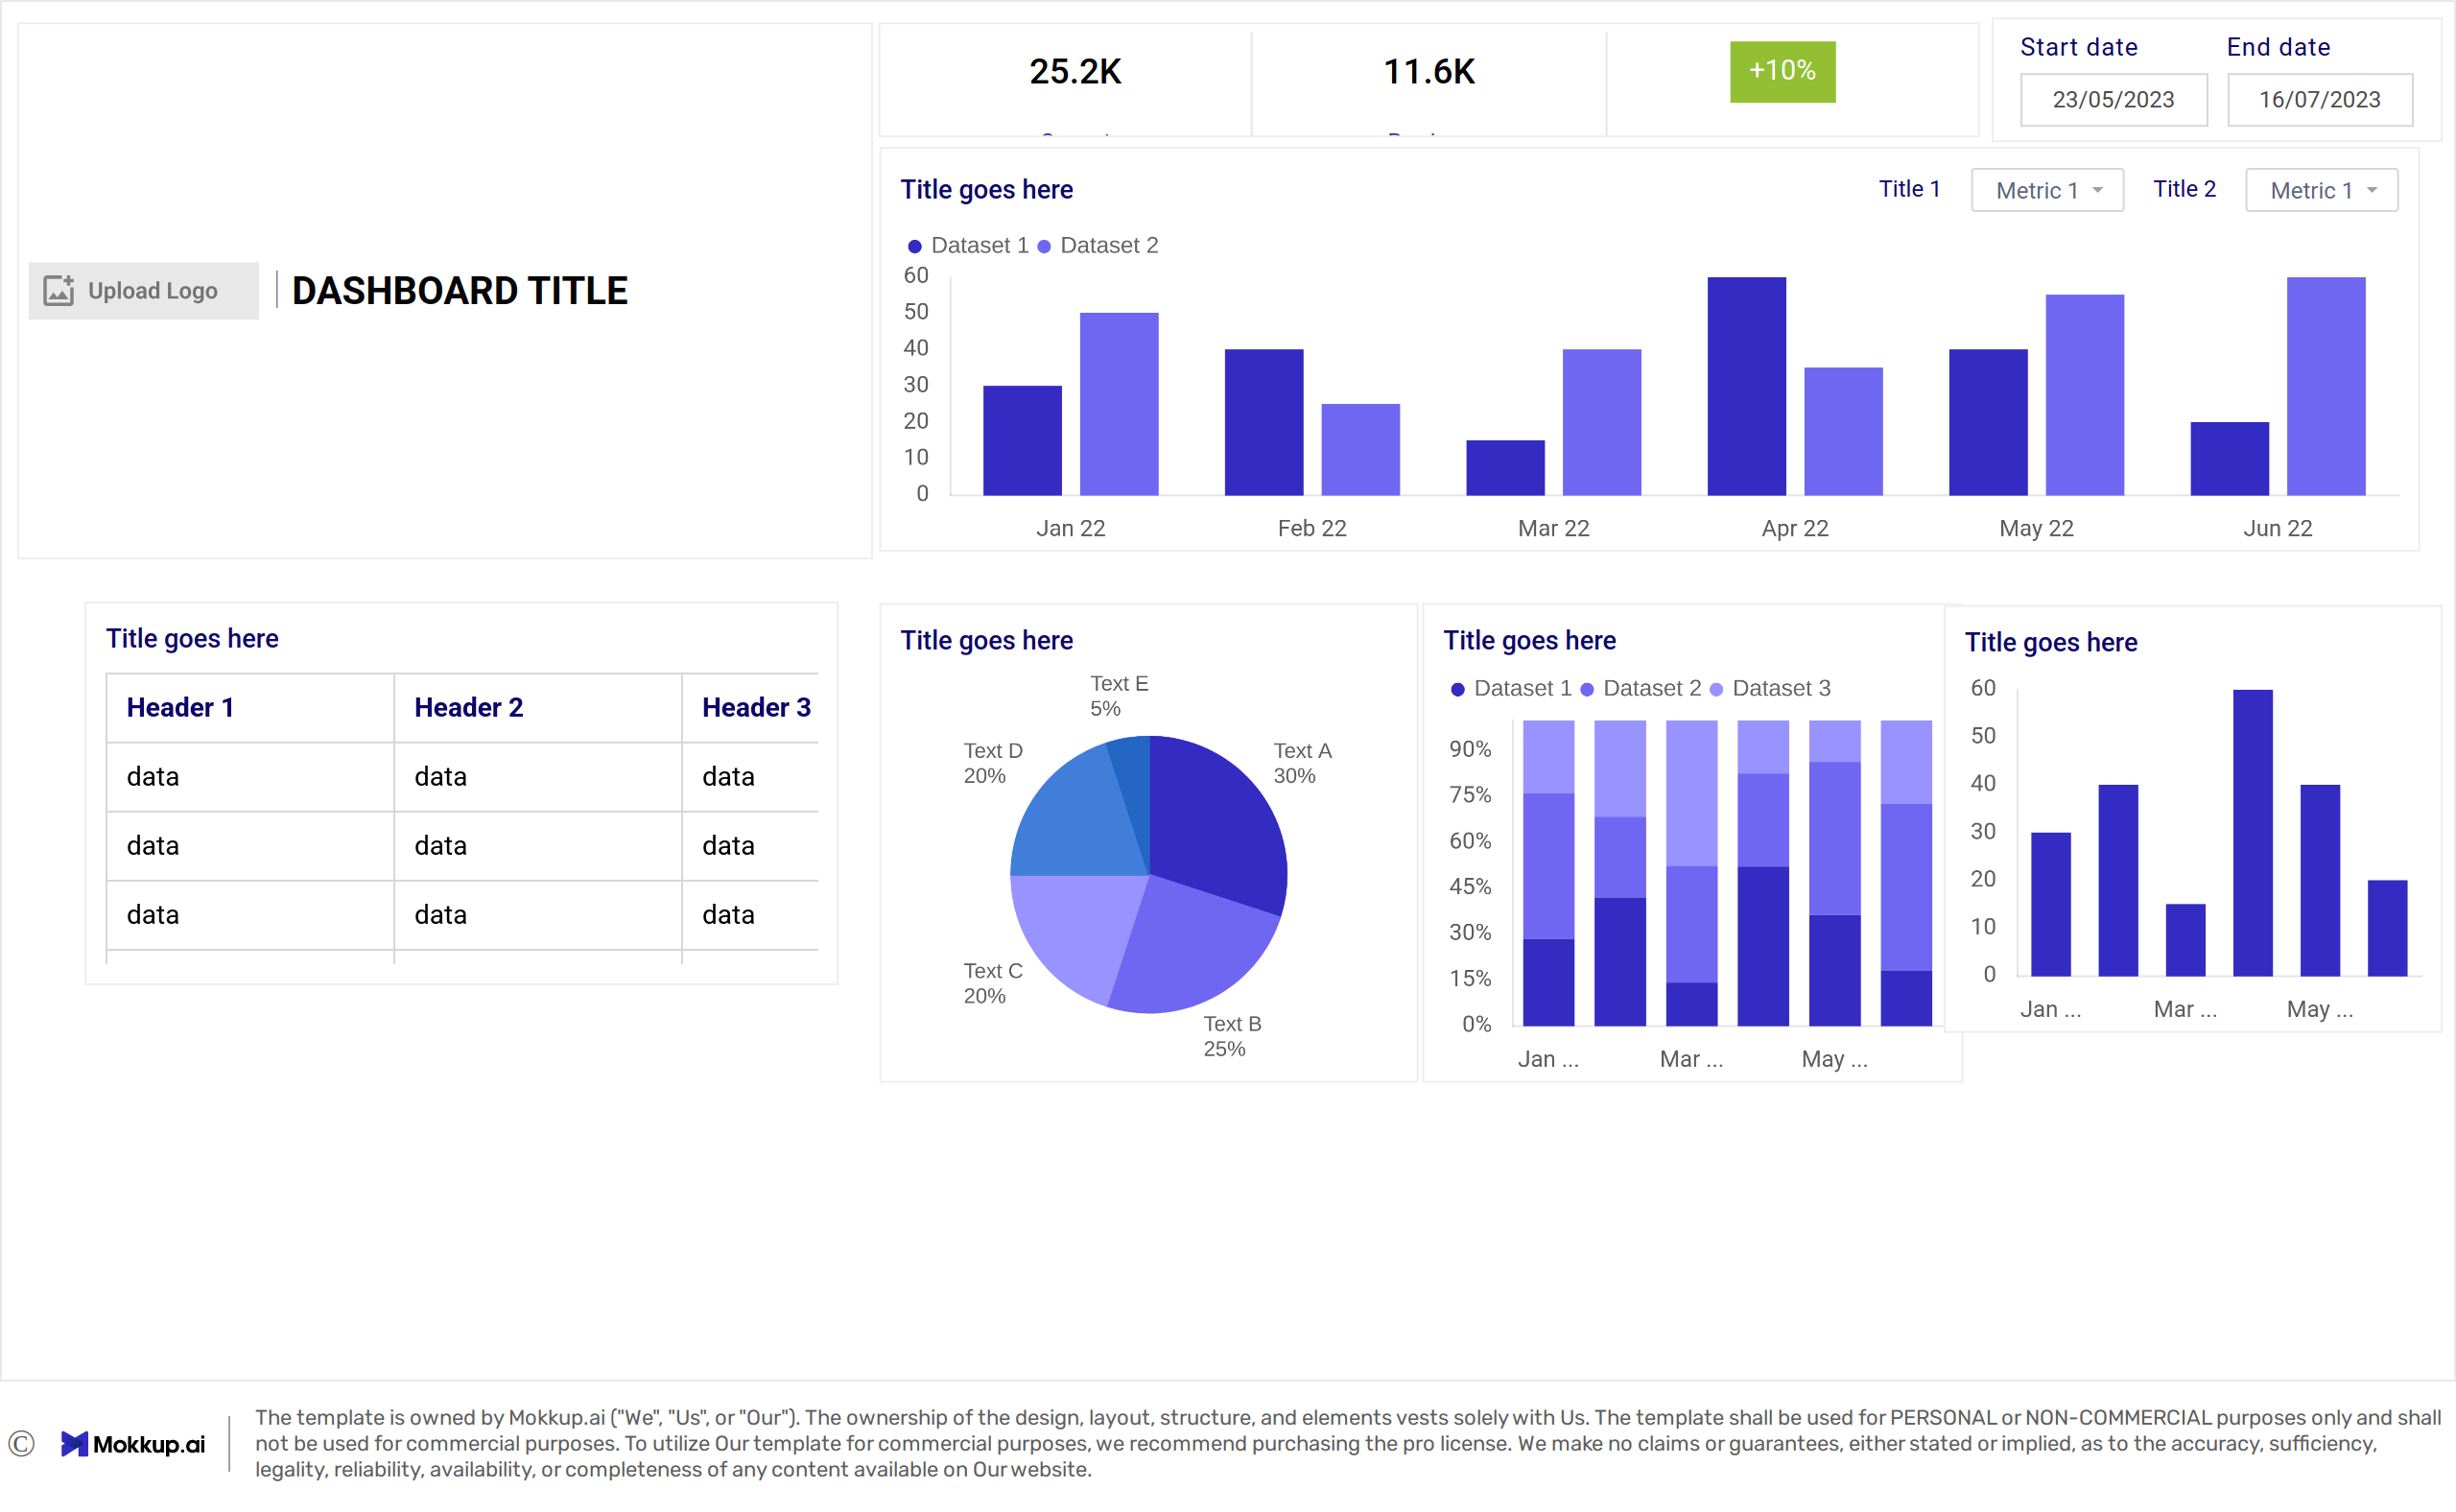 25.2K
11.6K
+10%
Start date
End date
23/05/2023
16/07/2023
Upload Logo
DASHBOARD TITLE
Title goes here
Title 1
Metric 1
Title 2
Metric 1
Dataset 1
Dataset 2
60
50
40
30
20
10
0
Jan 22
Feb 22
Mar 22
Apr 22
May 22
Jun 22
Title goes here
Header 1
Header 2
Header 3
data
data
data
data
data
data
data
data
data
Title goes here
Text E
5%
Text D
20%
Text A
30%
Text C
20%
Text B
25%
Title goes here
Dataset 1
Dataset 2
Dataset 3
90%
75%
60%
45%
30%
15%
0%
Jan ...
Mar ...
May ...
Title goes here
60
50
40
30
20
10
0
Jan ...
Mar ...
May ...
©
Mokkup.ai
The template is owned by Mokkup.ai ("We", "Us", or "Our"). The ownership of the design, layout, structure, and elements vests solely with Us. The template shall be used for PERSONAL or NON-COMMERCIAL purposes only and shall
not be used for commercial purposes. To utilize Our template for commercial purposes, we recommend purchasing the pro license. We make no claims or guarantees, either stated or implied, as to the accuracy, sufficiency,
legality, reliability, availability, or completeness of any content available on Our website.